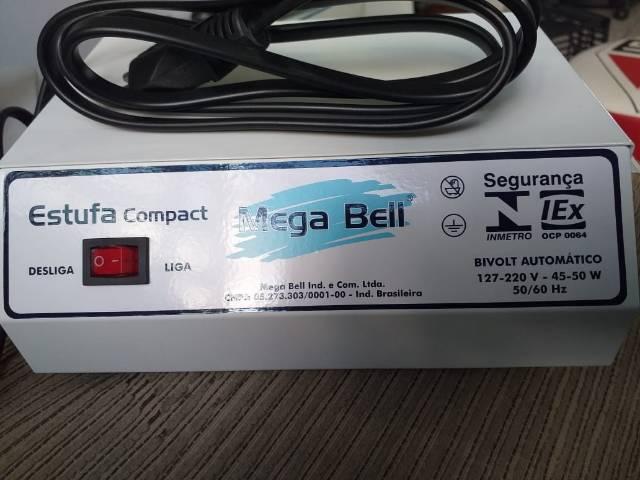 Estufa Compact
DESLIGA
LIGA
Mega Bell®
Mega Bell Ind. e Com. Ltda.
CNPJ: 05.273.303/0001-00 - Ind. Brasileira
Segurança
INMETRO
IEx
OCP 0064
BIVOLT AUTOMÁTICO
127-220 V - 45-50 W
50/60 Hz